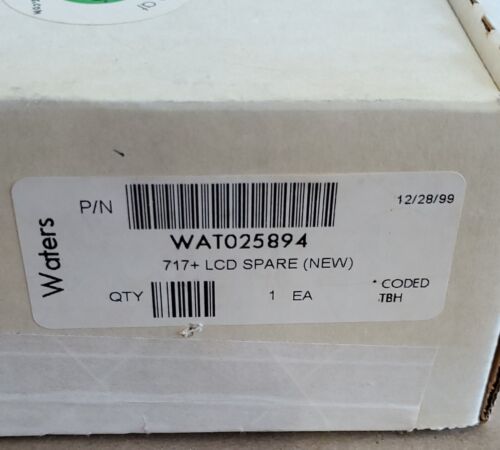 Waters
P/N
12/28/99
WAT025894
717+ LCD SPARE (NEW)
QTY 1 EA
* CODED
TBH